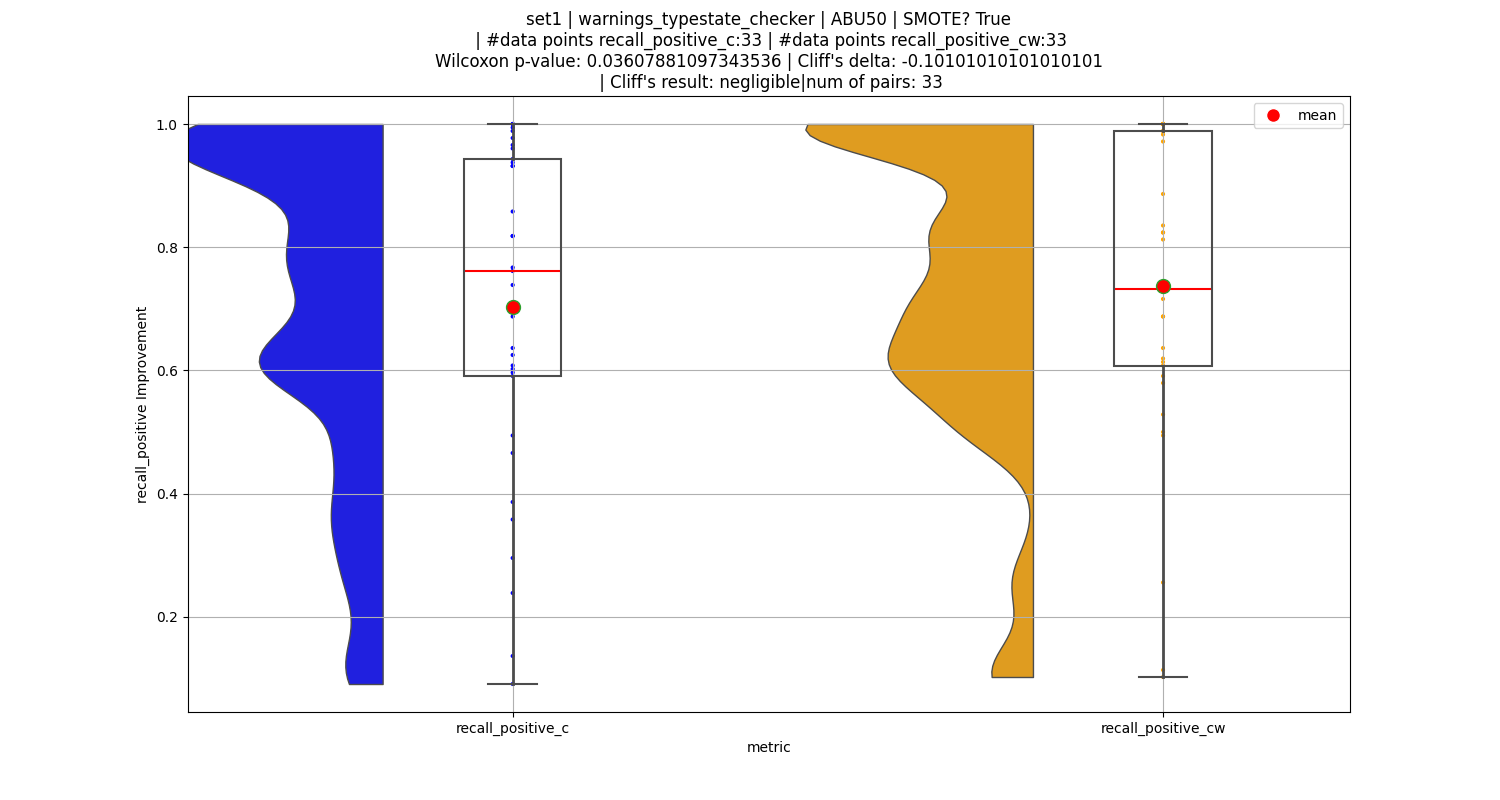 set1 | warnings_typestate_checker | ABU50 | SMOTE? True
| #data points recall_positive_c:33 | #data points recall_positive_cw:33
Wilcoxon p-value: 0.03607881097343536 | Cliff's delta: -0.10101010101010101
| Cliff's result: negligible|num of pairs: 33
mean
1.0
0.8
0.6
0.4
0.2
recall_positive Improvement
recall_positive_c
recall_positive_cw
metric